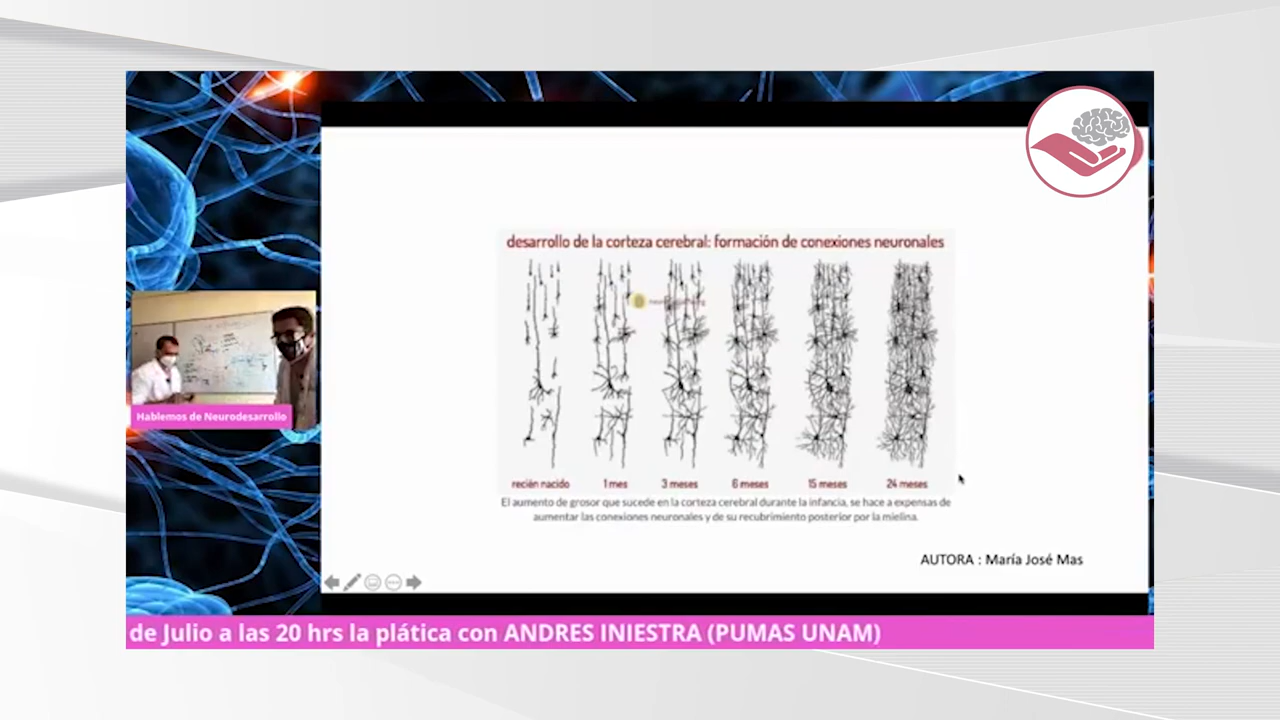 desarrollo de la corteza cerebral: formación de conexiones neuronales
recién nacido 1 mes 3 meses 6 meses 15 meses 24 meses
El aumento de grosor que sucede en la corteza cerebral durante la infancia, se hace a expensas de
aumentar las conexiones neuronales y de su recubrimiento posterior por la mielina.
AUTORA : María José Mas
Hablemos de Neurodesarrollo
de Julio a las 20 hrs la plática con ANDRES INIESTRA (PUMAS UNAM)